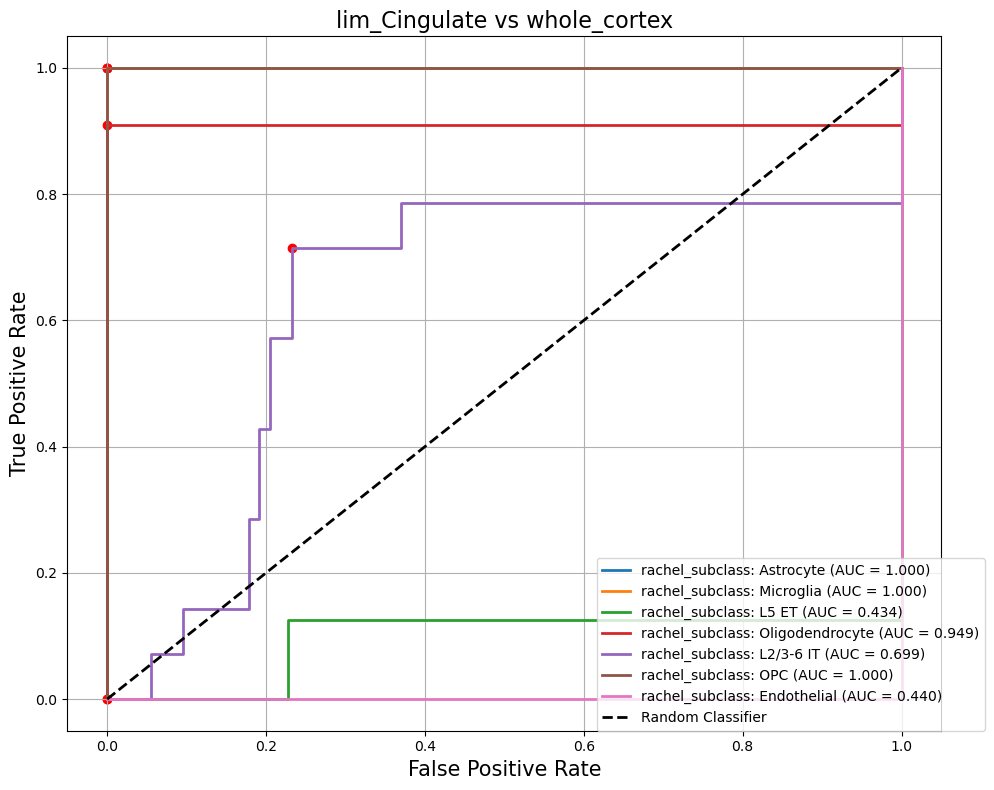 lim_Cingulate vs whole_cortex
True Positive Rate
1.0
0.8
0.6
0.4
0.2
0.0
rachel_subclass: Astrocyte (AUC = 1.000)
rachel_subclass: Microglia (AUC = 1.000)
rachel_subclass: L5 ET (AUC = 0.434)
rachel_subclass: Oligodendrocyte (AUC = 0.949)
rachel_subclass: L2/3-6 IT (AUC = 0.699)
rachel_subclass: OPC (AUC = 1.000)
rachel_subclass: Endothelial (AUC = 0.440)
Random Classifier
0.0 0.2 0.4 0.6 0.8 1.0
False Positive Rate